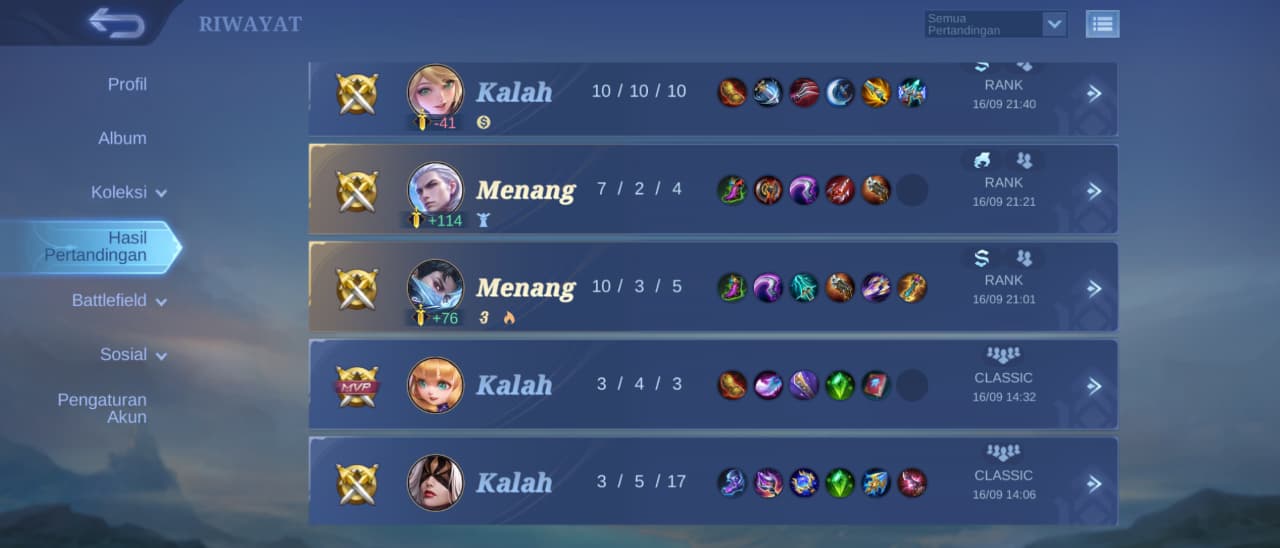 RIWAYAT
Semua
Pertandingan
Profil
Album
Koleksi
Hasil
Pertandingan
Battlefield
Sosial
Pengaturan
Akun
Kalah
10 / 10 / 10
-41
S
RANK
16/09 21:40
Menang
7 / 2 / 4
+114
RANK
16/09 21:21
Menang
10 / 3 / 5
+76
3
S
RANK
16/09 21:01
MVP
Kalah
3 / 4 / 3
CLASSIC
16/09 14:32
Kalah
3 / 5 / 17
CLASSIC
16/09 14:06